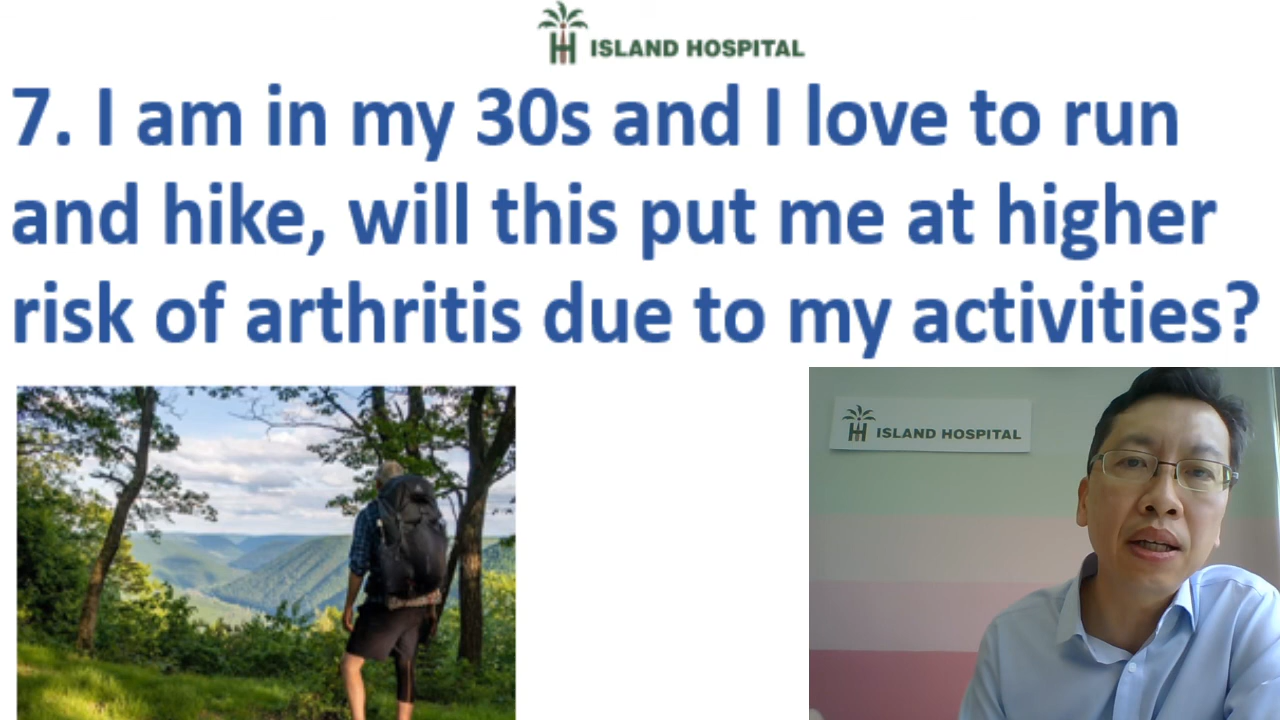 ISLAND HOSPITAL
7. I am in my 30s and I love to run
and hike, will this put me at higher
risk of arthritis due to my activities?
ISLAND HOSPITAL